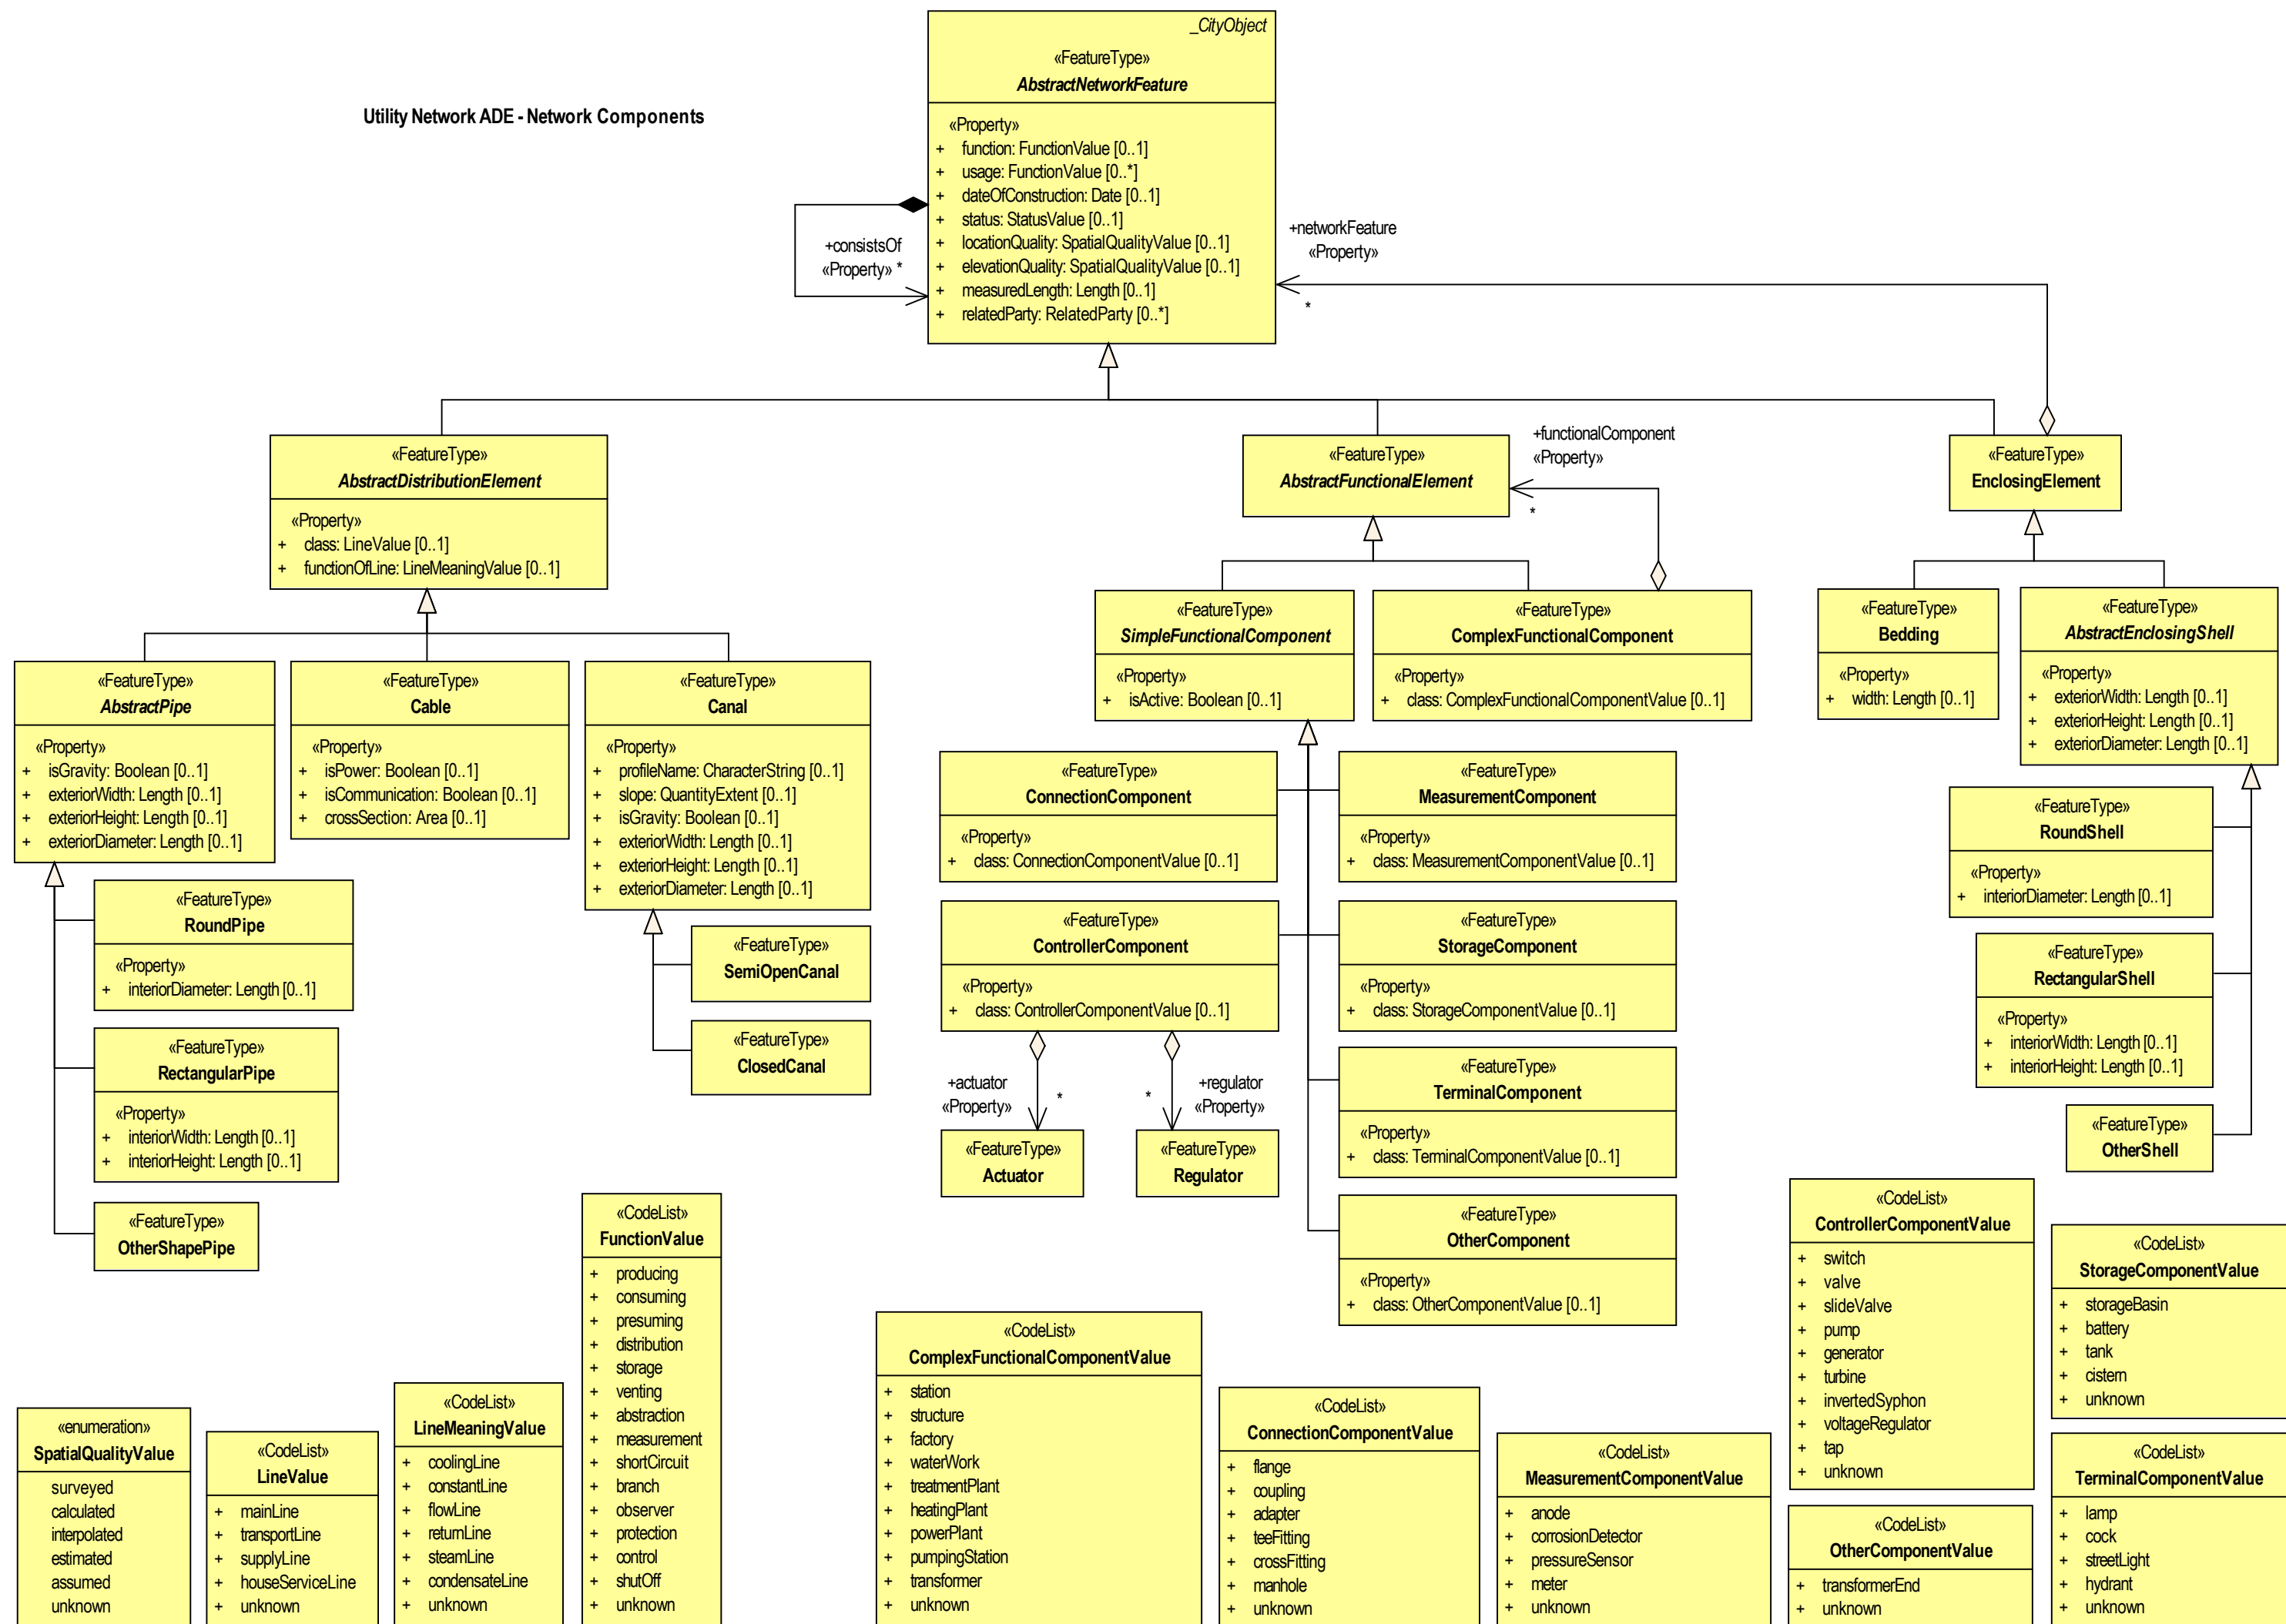 _CityObject
«FeatureType»
AbstractNetworkFeature
«Property»
+ function: FunctionValue [0..1]
+ usage: FunctionValue [0..*]
+ dateOfConstruction: Date [0..1]
+ status: StatusValue [0..1]
+ locationQuality: SpatialQualityValue [0..1]
+ elevationQuality: SpatialQualityValue [0..1]
+ measuredLength: Length [0..1]
+ relatedParty: RelatedParty [0..*]
Utility Network ADE - Network Components
+consistsOf
«Property» *
+networkFeature
«Property»
*
«FeatureType»
AbstractDistributionElement
«Property»
+ class: LineValue [0..1]
+ functionOfLine: LineMeaningValue [0..1]
«FeatureType»
AbstractFunctionalElement
+functionalComponent
«Property»
*
«FeatureType»
EnclosingElement
«FeatureType»
SimpleFunctionalComponent
«Property»
+ isActive: Boolean [0..1]
«FeatureType»
ComplexFunctionalComponent
«Property»
+ class: ComplexFunctionalComponentValue [0..1]
«FeatureType»
Bedding
«Property»
+ width: Length [0..1]
«FeatureType»
AbstractEnclosingShell
«Property»
+ exteriorWidth: Length [0..1]
+ exteriorHeight: Length [0..1]
+ exteriorDiameter: Length [0..1]
«FeatureType»
AbstractPipe
«Property»
+ isGravity: Boolean [0..1]
+ exteriorWidth: Length [0..1]
+ exteriorHeight: Length [0..1]
+ exteriorDiameter: Length [0..1]
«FeatureType»
Cable
«Property»
+ isPower: Boolean [0..1]
+ isCommunication: Boolean [0..1]
+ crossSection: Area [0..1]
«FeatureType»
Canal
«Property»
+ profileName: CharacterString [0..1]
+ slope: QuantityExtent [0..1]
+ isGravity: Boolean [0..1]
+ exteriorWidth: Length [0..1]
+ exteriorHeight: Length [0..1]
+ exteriorDiameter: Length [0..1]
«FeatureType»
ConnectionComponent
«Property»
+ class: ConnectionComponentValue [0..1]
«FeatureType»
MeasurementComponent
«Property»
+ class: MeasurementComponentValue [0..1]
«FeatureType»
RoundShell
«Property»
+ interiorDiameter: Length [0..1]
«FeatureType»
RoundPipe
«Property»
+ interiorDiameter: Length [0..1]
«FeatureType»
SemiOpenCanal
«FeatureType»
ControllerComponent
«Property»
+ class: ControllerComponentValue [0..1]
«FeatureType»
StorageComponent
«Property»
+ class: StorageComponentValue [0..1]
«FeatureType»
RectangularShell
«Property»
+ interiorWidth: Length [0..1]
+ interiorHeight: Length [0..1]
«FeatureType»
RectangularPipe
«Property»
+ interiorWidth: Length [0..1]
+ interiorHeight: Length [0..1]
«FeatureType»
ClosedCanal
+actuator
«Property»
*
*
+regulator
«Property»
«FeatureType»
TerminalComponent
«Property»
+ class: TerminalComponentValue [0..1]
«FeatureType»
OtherShell
«FeatureType»
Actuator
«FeatureType»
Regulator
«FeatureType»
OtherShapePipe
«FeatureType»
OtherComponent
«Property»
+ class: OtherComponentValue [0..1]
«enumeration»
SpatialQualityValue
surveyed
calculated
interpolated
estimated
assumed
unknown
«CodeList»
LineValue
+ mainLine
+ transportLine
+ supplyLine
+ houseServiceLine
+ unknown
«CodeList»
LineMeaningValue
+ coolingLine
+ constantLine
+ flowLine
+ returnLine
+ steamLine
+ condensateLine
+ unknown
«CodeList»
FunctionValue
+ producing
+ consuming
+ presuming
+ distribution
+ storage
+ venting
+ abstraction
+ measurement
+ shortCircuit
+ branch
+ observer
+ protection
+ control
+ shutOff
+ unknown
«CodeList»
ComplexFunctionalComponentValue
+ station
+ structure
+ factory
+ waterWork
+ treatmentPlant
+ heatingPlant
+ powerPlant
+ pumpingStation
+ transformer
+ unknown
«CodeList»
ConnectionComponentValue
+ flange
+ coupling
+ adapter
+ teeFitting
+ crossFitting
+ manhole
+ unknown
«CodeList»
MeasurementComponentValue
+ anode
+ corrosionDetector
+ pressureSensor
+ meter
+ unknown
«CodeList»
ControllerComponentValue
+ switch
+ valve
+ slideValve
+ pump
+ generator
+ turbine
+ invertedSyphon
+ voltageRegulator
+ tap
+ unknown
«CodeList»
OtherComponentValue
+ transformerEnd
+ unknown
«CodeList»
StorageComponentValue
+ storageBasin
+ battery
+ tank
+ cistern
+ unknown
«CodeList»
TerminalComponentValue
+ lamp
+ cock
+ streetLight
+ hydrant
+ unknown